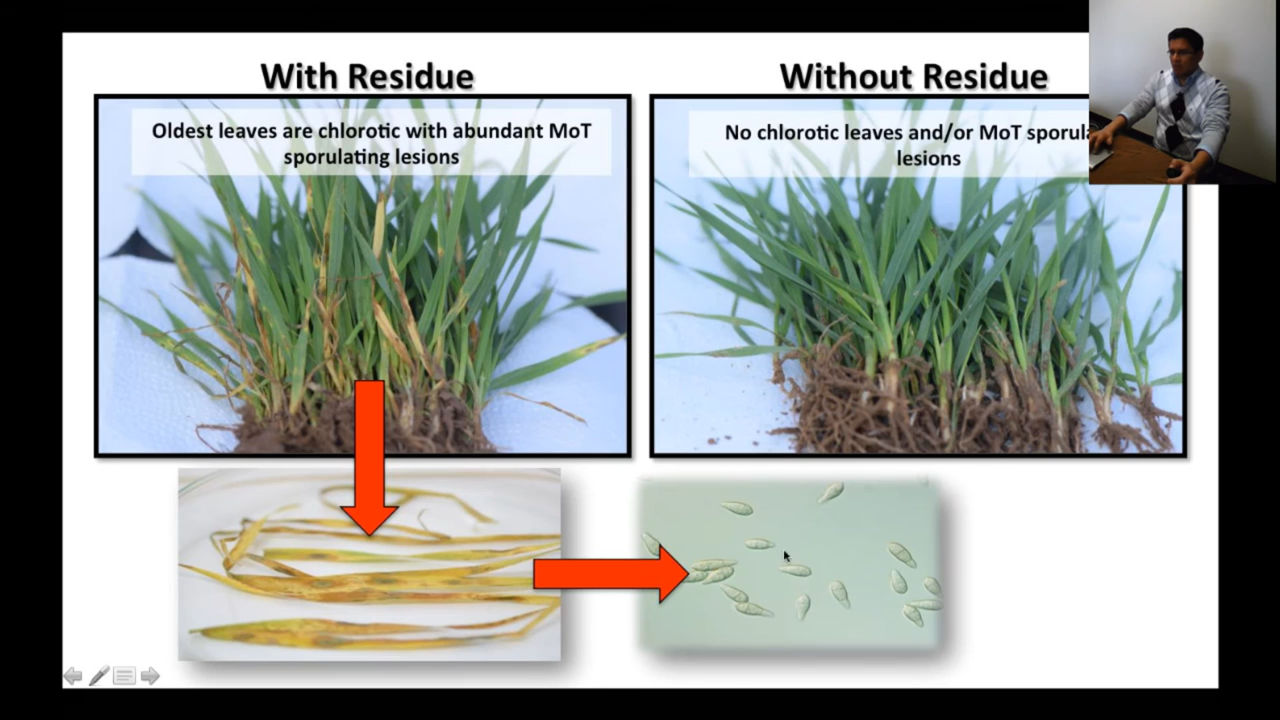 With Residue
Oldest leaves are chlorotic with abundant MoT
sporulating lesions
Without Residue
No chlorotic leaves and/or MoT
lesions